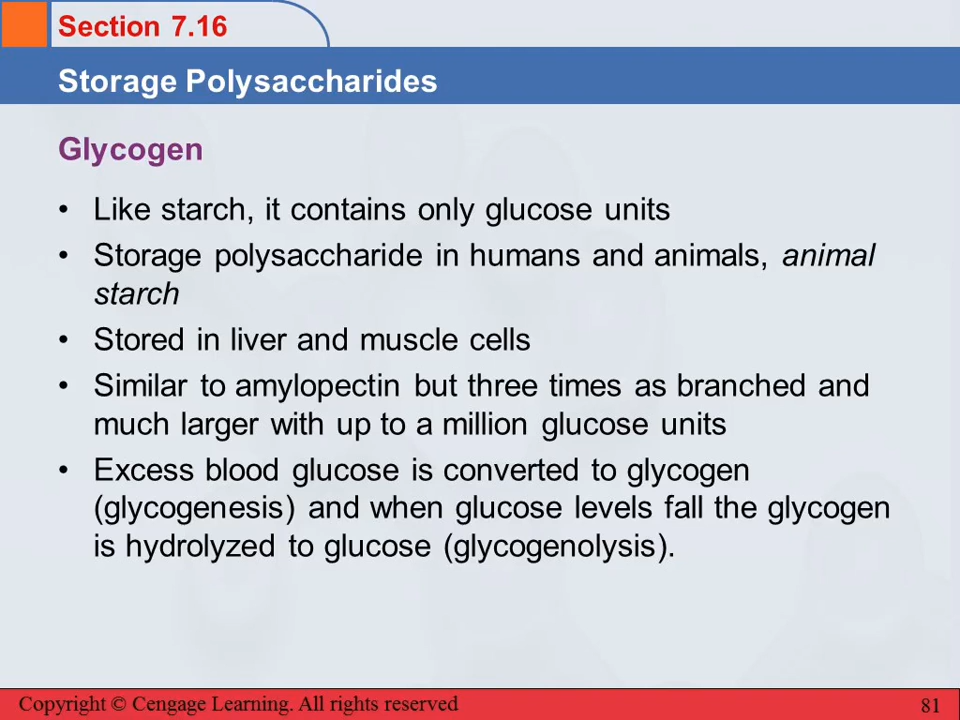 Section 7.16
Storage Polysaccharides
Glycogen
• Like starch, it contains only glucose units
• Storage polysaccharide in humans and animals, animal
starch
• Stored in liver and muscle cells
• Similar to amylopectin but three times as branched and
much larger with up to a million glucose units
• Excess blood glucose is converted to glycogen
(glycogenesis) and when glucose levels fall the glycogen
is hydrolyzed to glucose (glycogenolysis).
Copyright © Cengage Learning. All rights reserved
81